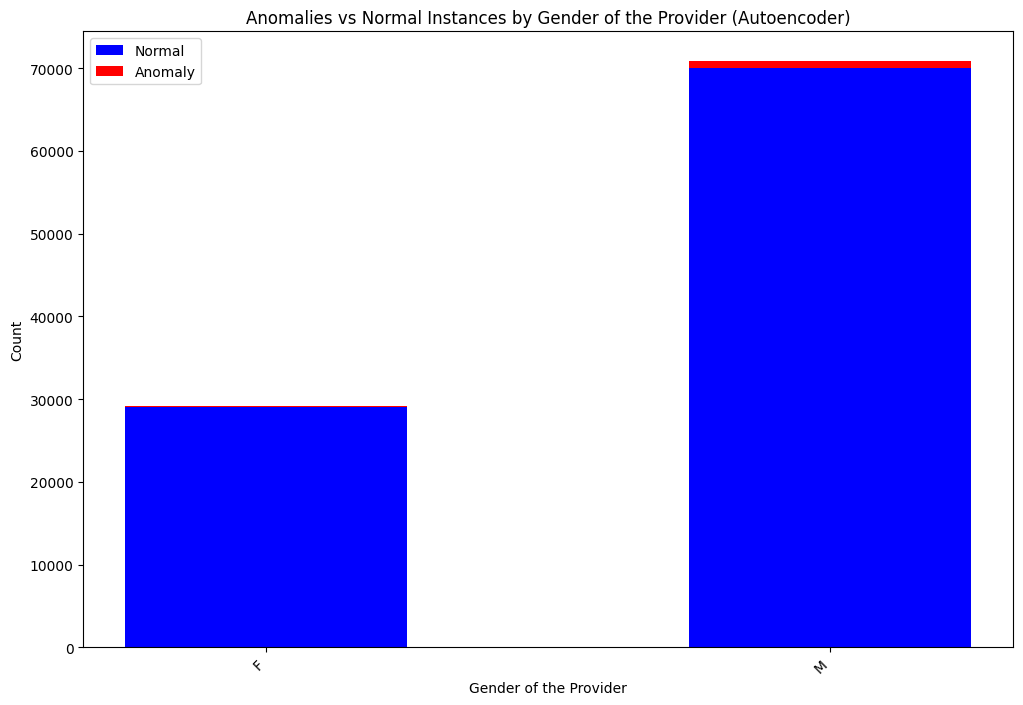 Anomalies vs Normal Instances by Gender of the Provider (Autoencoder)
Normal
Anomaly
70000
60000
50000
40000
30000
20000
10000
0
Count
F
M
Gender of the Provider